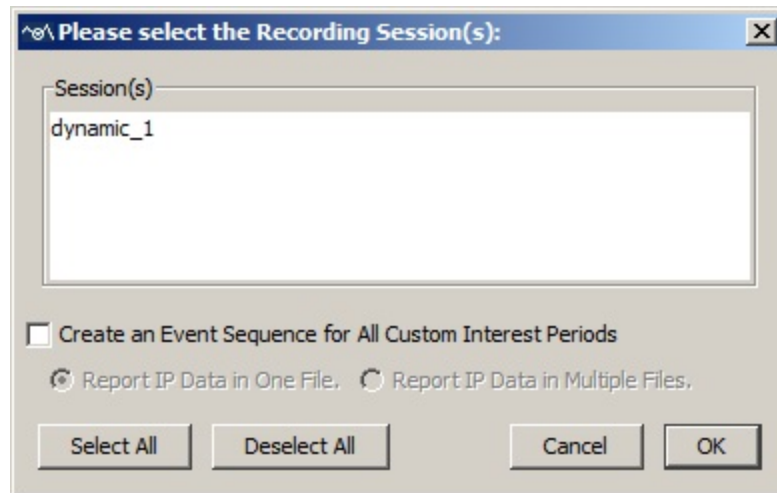 Please select the Recording Session(s):
Session(s)
dynamic_1
Create an Event Sequence for All Custom Interest Periods
Report IP Data in One File. Report IP Data in Multiple Files.
Select All Deselect All Cancel OK